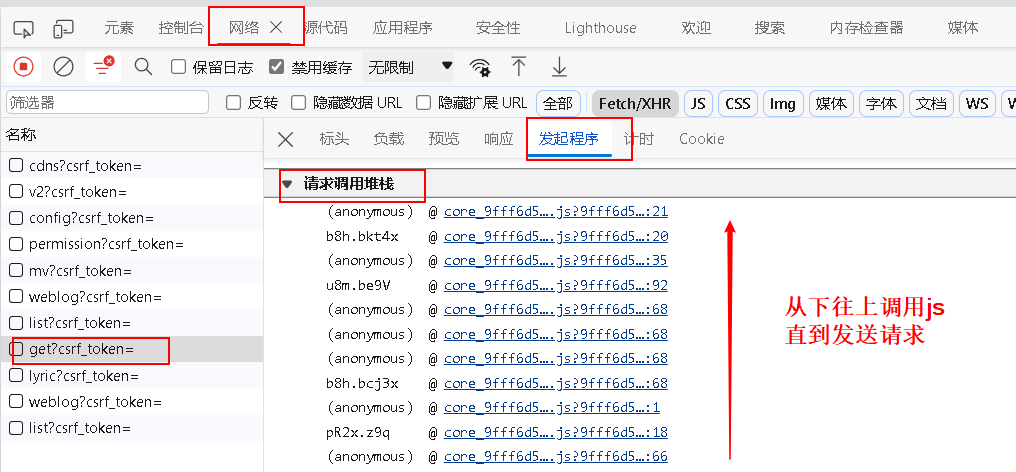 元素 控制台 网络 源代码 应用程序 安全性 Lighthouse 欢迎 搜索 内存检查器 媒体
保留日志 禁用缓存 无限制
筛选器 反转 隐藏数据 URL 隐藏扩展 URL 全部 Fetch/XHR JS CSS Img 媒体 字体 文档 WS
名称
标头 负载 预览 响应 发起程序 计时 Cookie
cdns?csrf_token=
v2?csrf_token=
config?csrf_token=
permission?csrf_token=
mv?csrf_token=
weblog?csrf_token=
list?csrf_token=
get?csrf_token=
lyric?csrf_token=
weblog?csrf_token=
list?csrf_token=
请求调用堆栈
(anonymous) @ core_9fff6d5….js?9fff6d5…:21
b8h.bkt4x @ core_9fff6d5….js?9fff6d5…:20
(anonymous) @ core_9fff6d5….js?9fff6d5…:35
u8m.be9V @ core_9fff6d5….js?9fff6d5…:92
(anonymous) @ core_9fff6d5….js?9fff6d5…:68
(anonymous) @ core_9fff6d5….js?9fff6d5…:68
(anonymous) @ core_9fff6d5….js?9fff6d5…:68
b8h.bcj3x @ core_9fff6d5….js?9fff6d5…:68
(anonymous) @ core_9fff6d5….js?9fff6d5…:1
pR2x.z9q @ core_9fff6d5….js?9fff6d5…:18
(anonymous) @ core_9fff6d5….js?9fff6d5…:66
从下往上调用js
直到发送请求